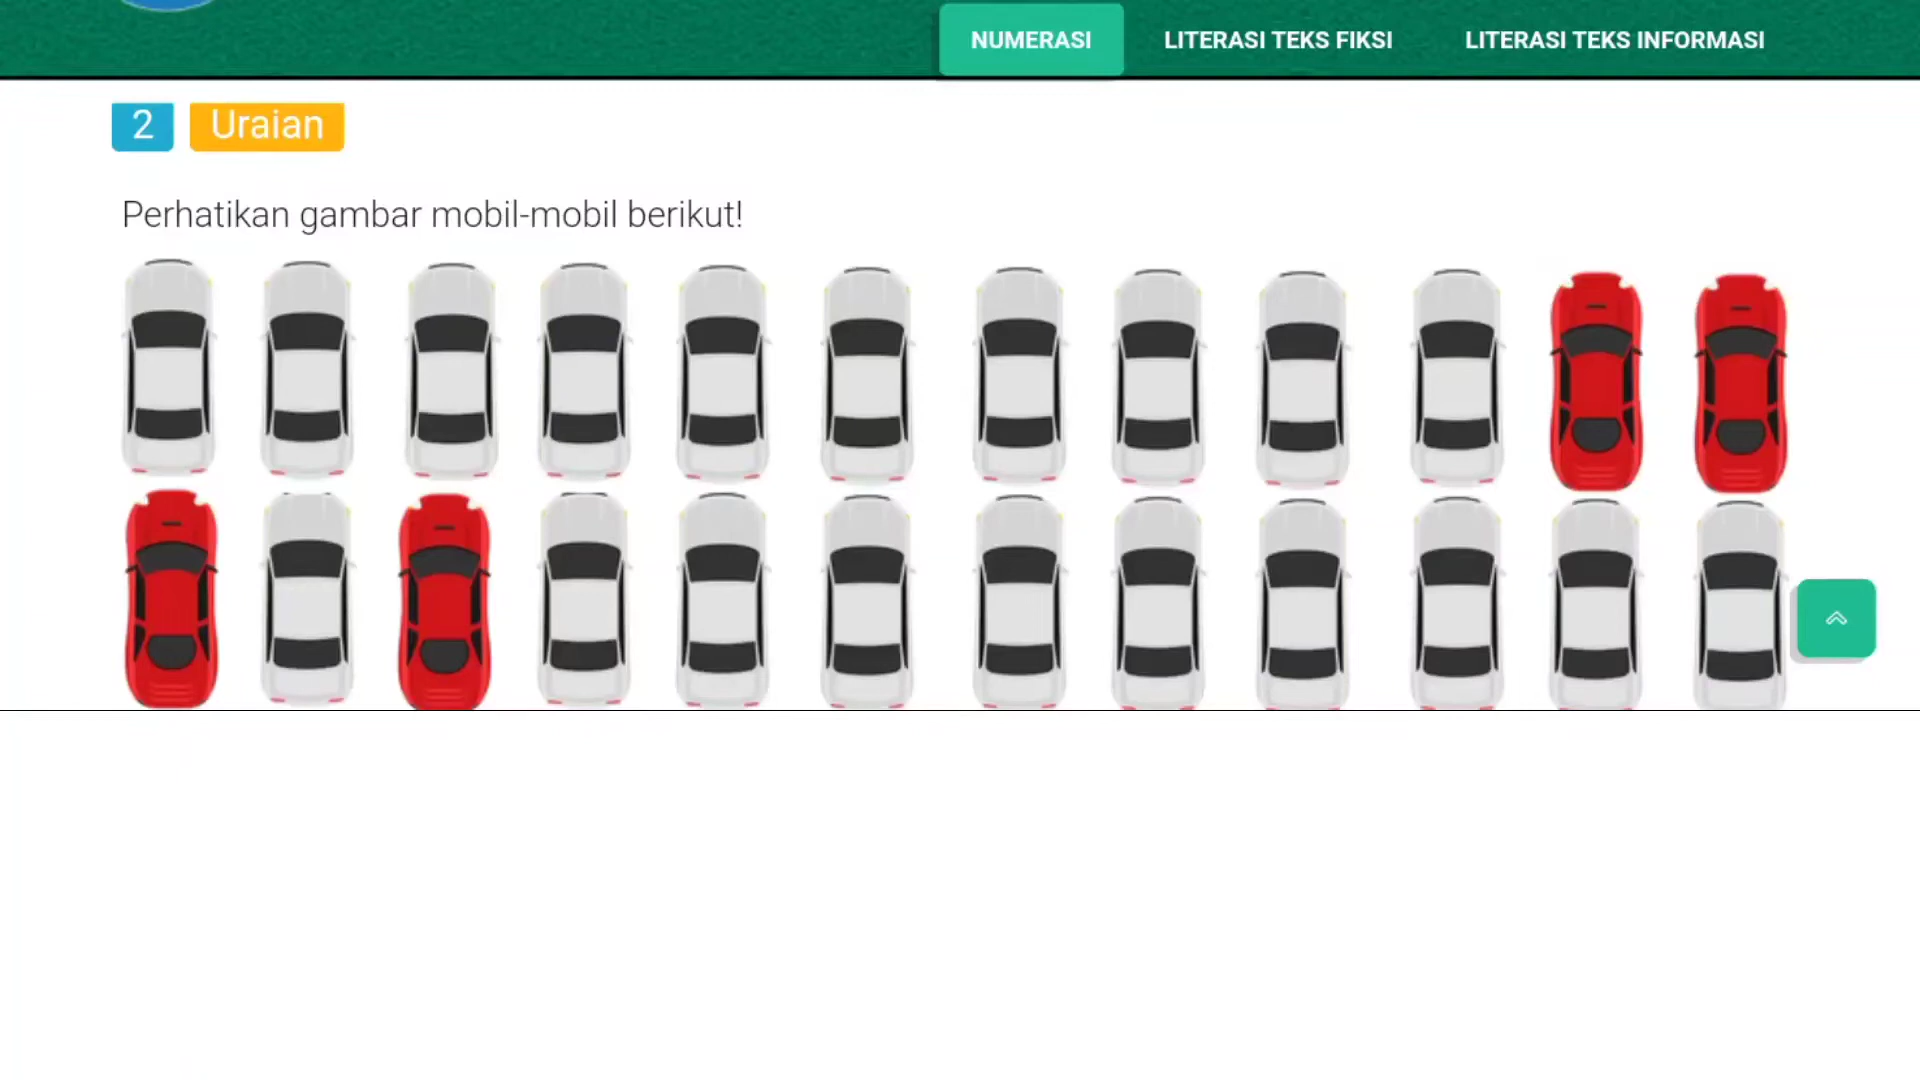 NUMERASI LITERASI TEKS FIKSI LITERASI TEKS INFORMASI
2 Uraian
Perhatikan gambar mobil-mobil berikut!